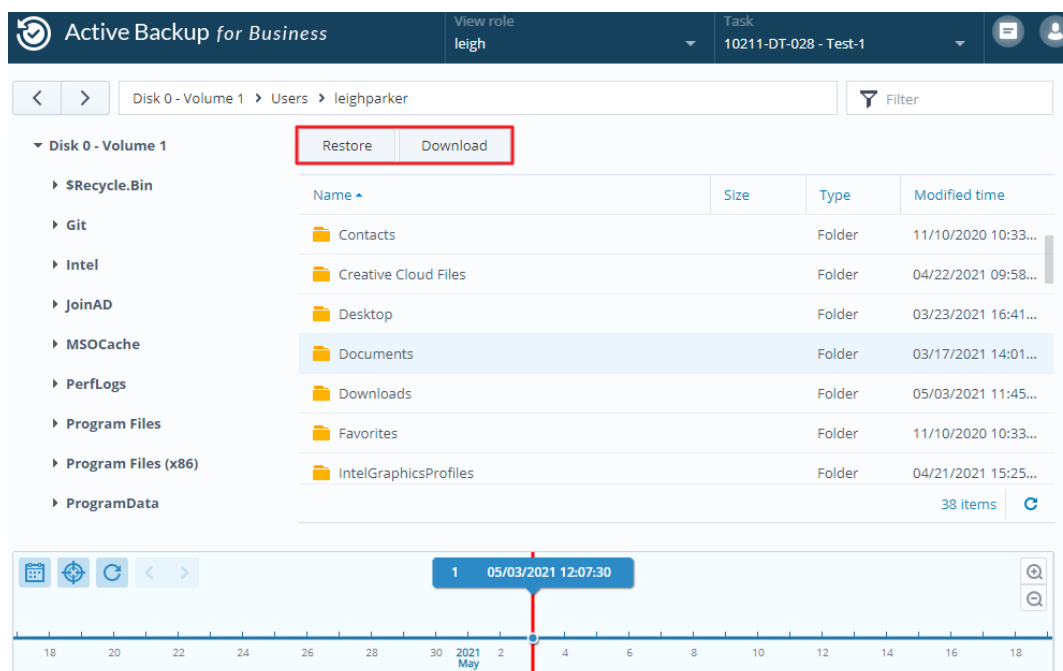 Active Backup for Business
View role
leigh
Task
10211-DT-028 - Test-1
Disk 0 - Volume 1 > Users > leighparker
Filter
Disk 0 - Volume 1
$Recycle.Bin
Git
Intel
JoinAD
MSOCache
PerfLogs
Program Files
Program Files (x86)
ProgramData
Restore Download
Name Size Type Modified time
Contacts Folder 11/10/2020 10:33...
Creative Cloud Files Folder 04/22/2021 09:58...
Desktop Folder 03/23/2021 16:41...
Documents Folder 03/17/2021 14:01...
Downloads Folder 05/03/2021 11:45...
Favorites Folder 11/10/2020 10:33...
IntelGraphicsProfiles Folder 04/21/2021 15:25...
38 items
1 05/03/2021 12:07:30
18 20 22 24 26 28 30 2021 2 4 6 8 10 12 14 16 18
May